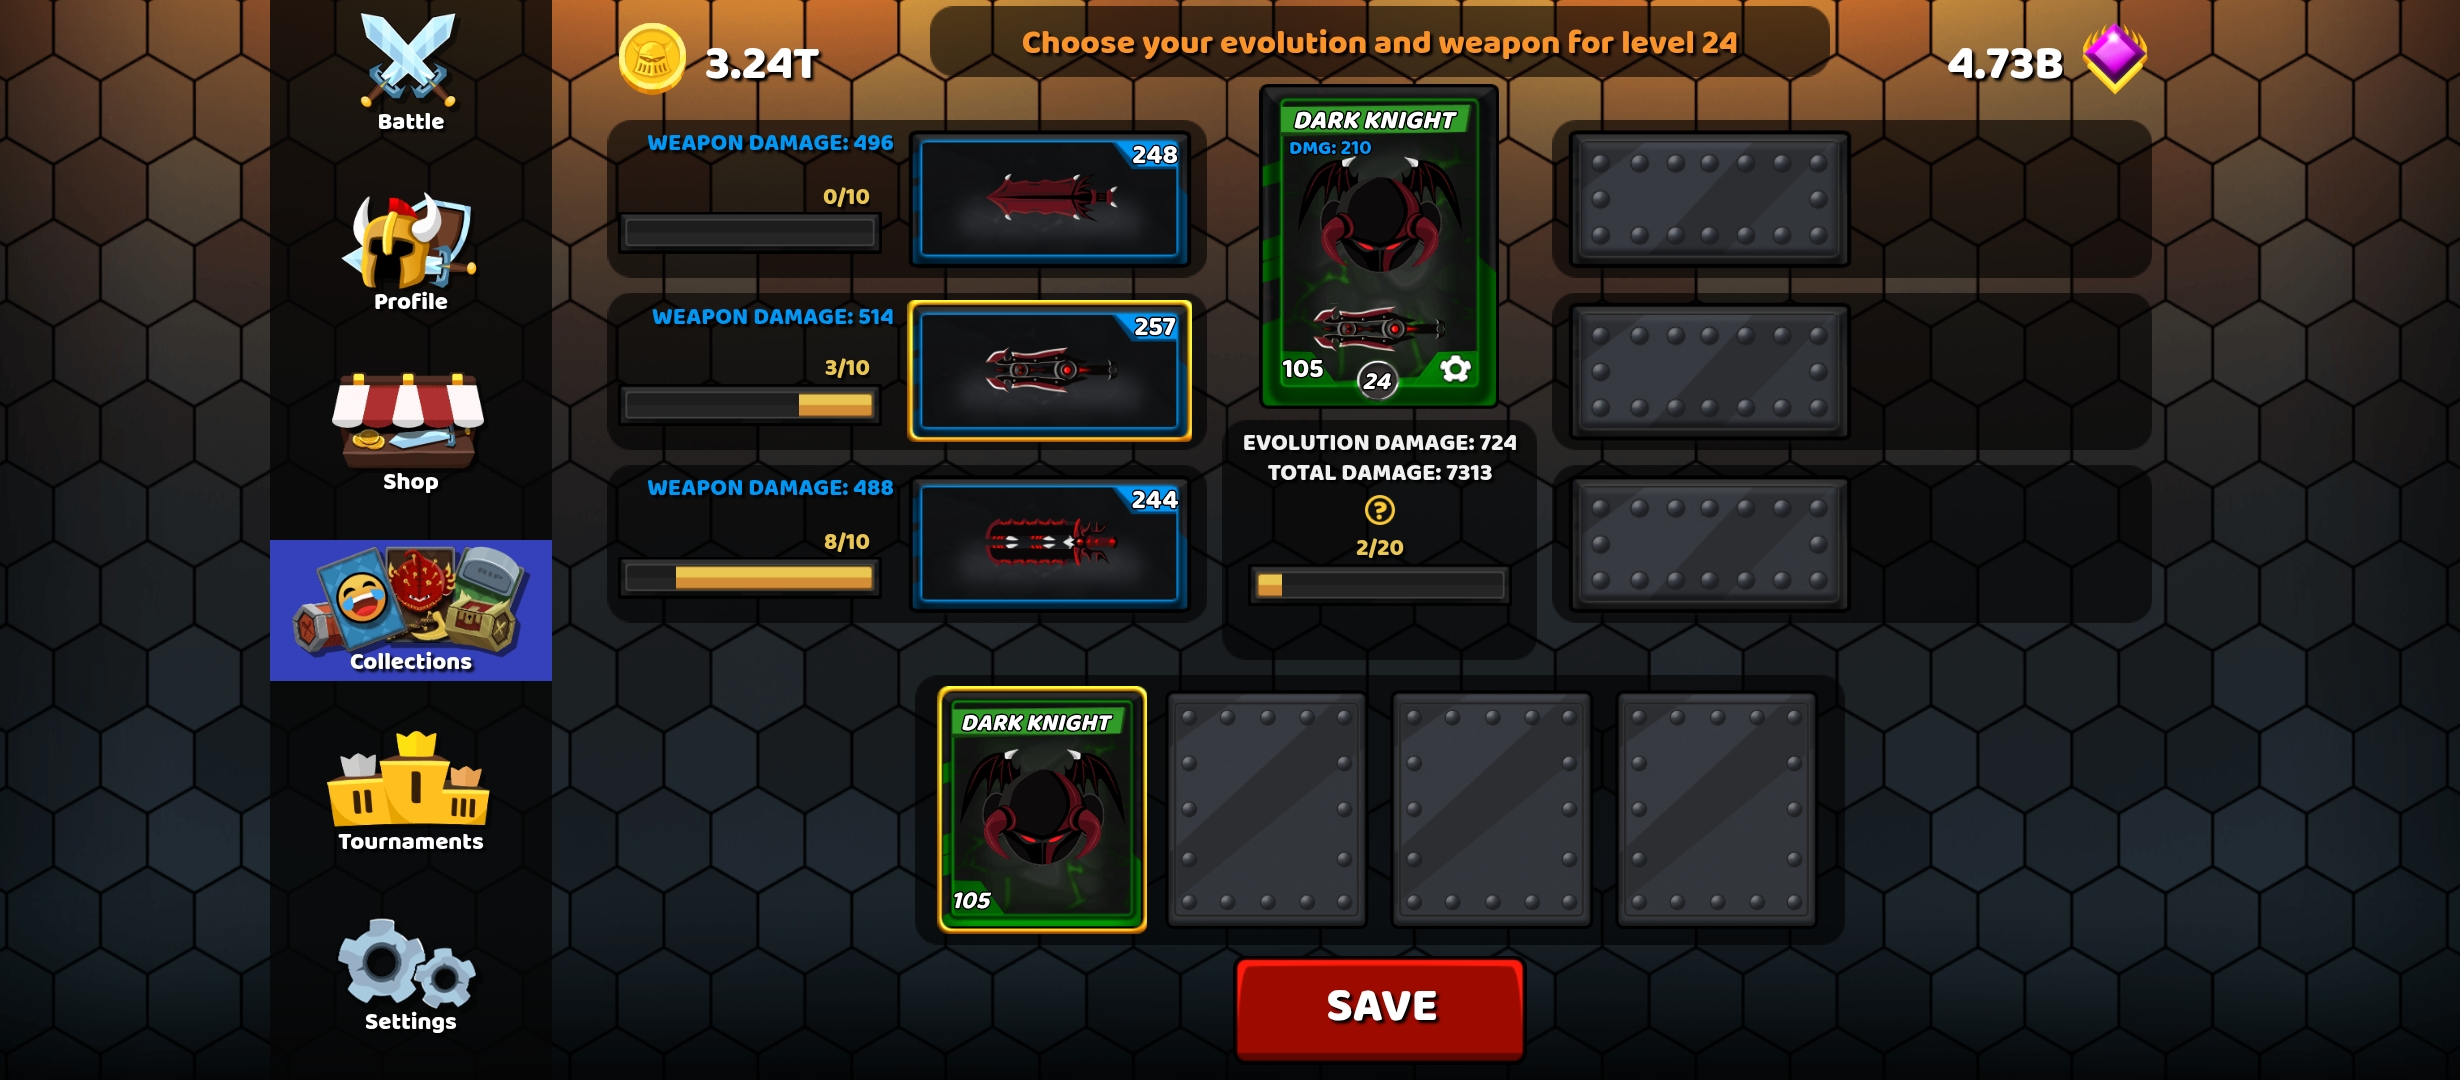 Battle
Profile
Shop
Collections
Tournaments
Settings
3.24T
Choose your evolution and weapon for level 24
4.73B
WEAPON DAMAGE: 496
0/10
248
WEAPON DAMAGE: 514
3/10
257
WEAPON DAMAGE: 488
8/10
244
DARK KNIGHT
DMG: 210
105
24
EVOLUTION DAMAGE: 724
TOTAL DAMAGE: 7313
?
2/20
DARK KNIGHT
105
SAVE